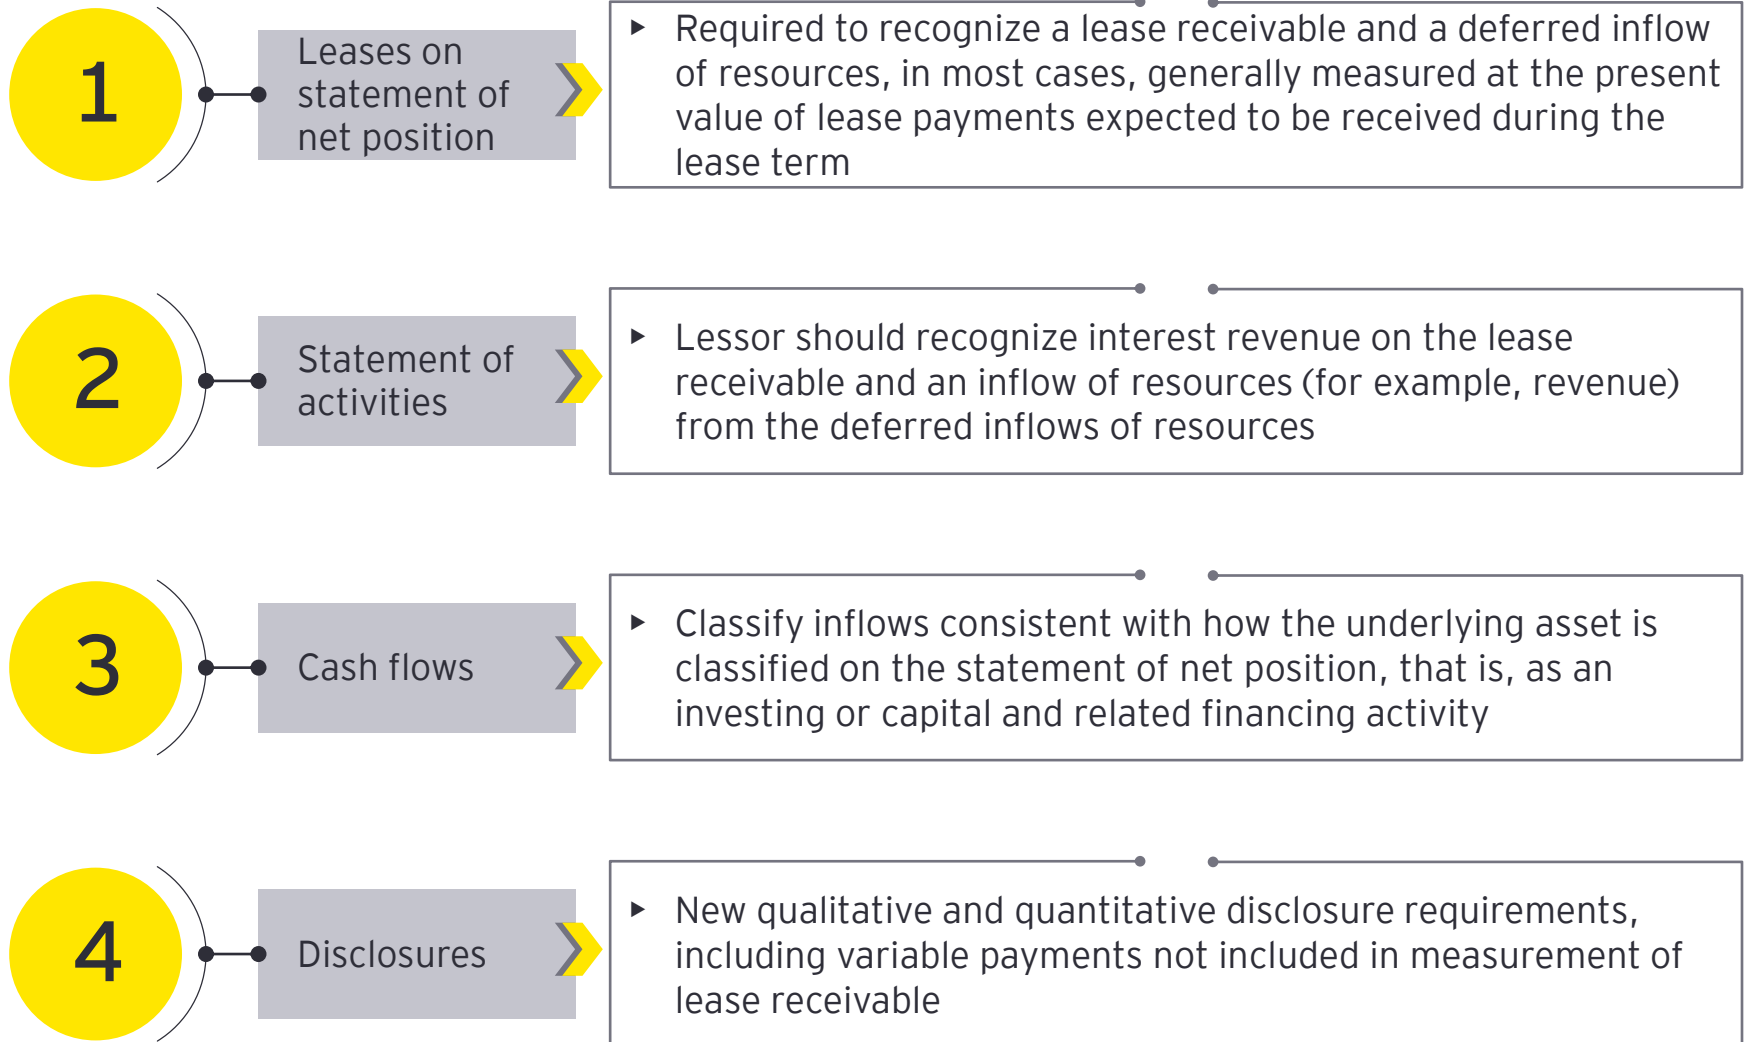 1
Leases on
statement of
net position
▸ Required to recognize a lease receivable and a deferred inflow
of resources, in most cases, generally measured at the present
value of lease payments expected to be received during the
lease term
2
Statement of
activities
▸ Lessor should recognize interest revenue on the lease
receivable and an inflow of resources (for example, revenue)
from the deferred inflows of resources
3
Cash flows
▸ Classify inflows consistent with how the underlying asset is
classified on the statement of net position, that is, as an
investing or capital and related financing activity
4
Disclosures
▸ New qualitative and quantitative disclosure requirements,
including variable payments not included in measurement of
lease receivable